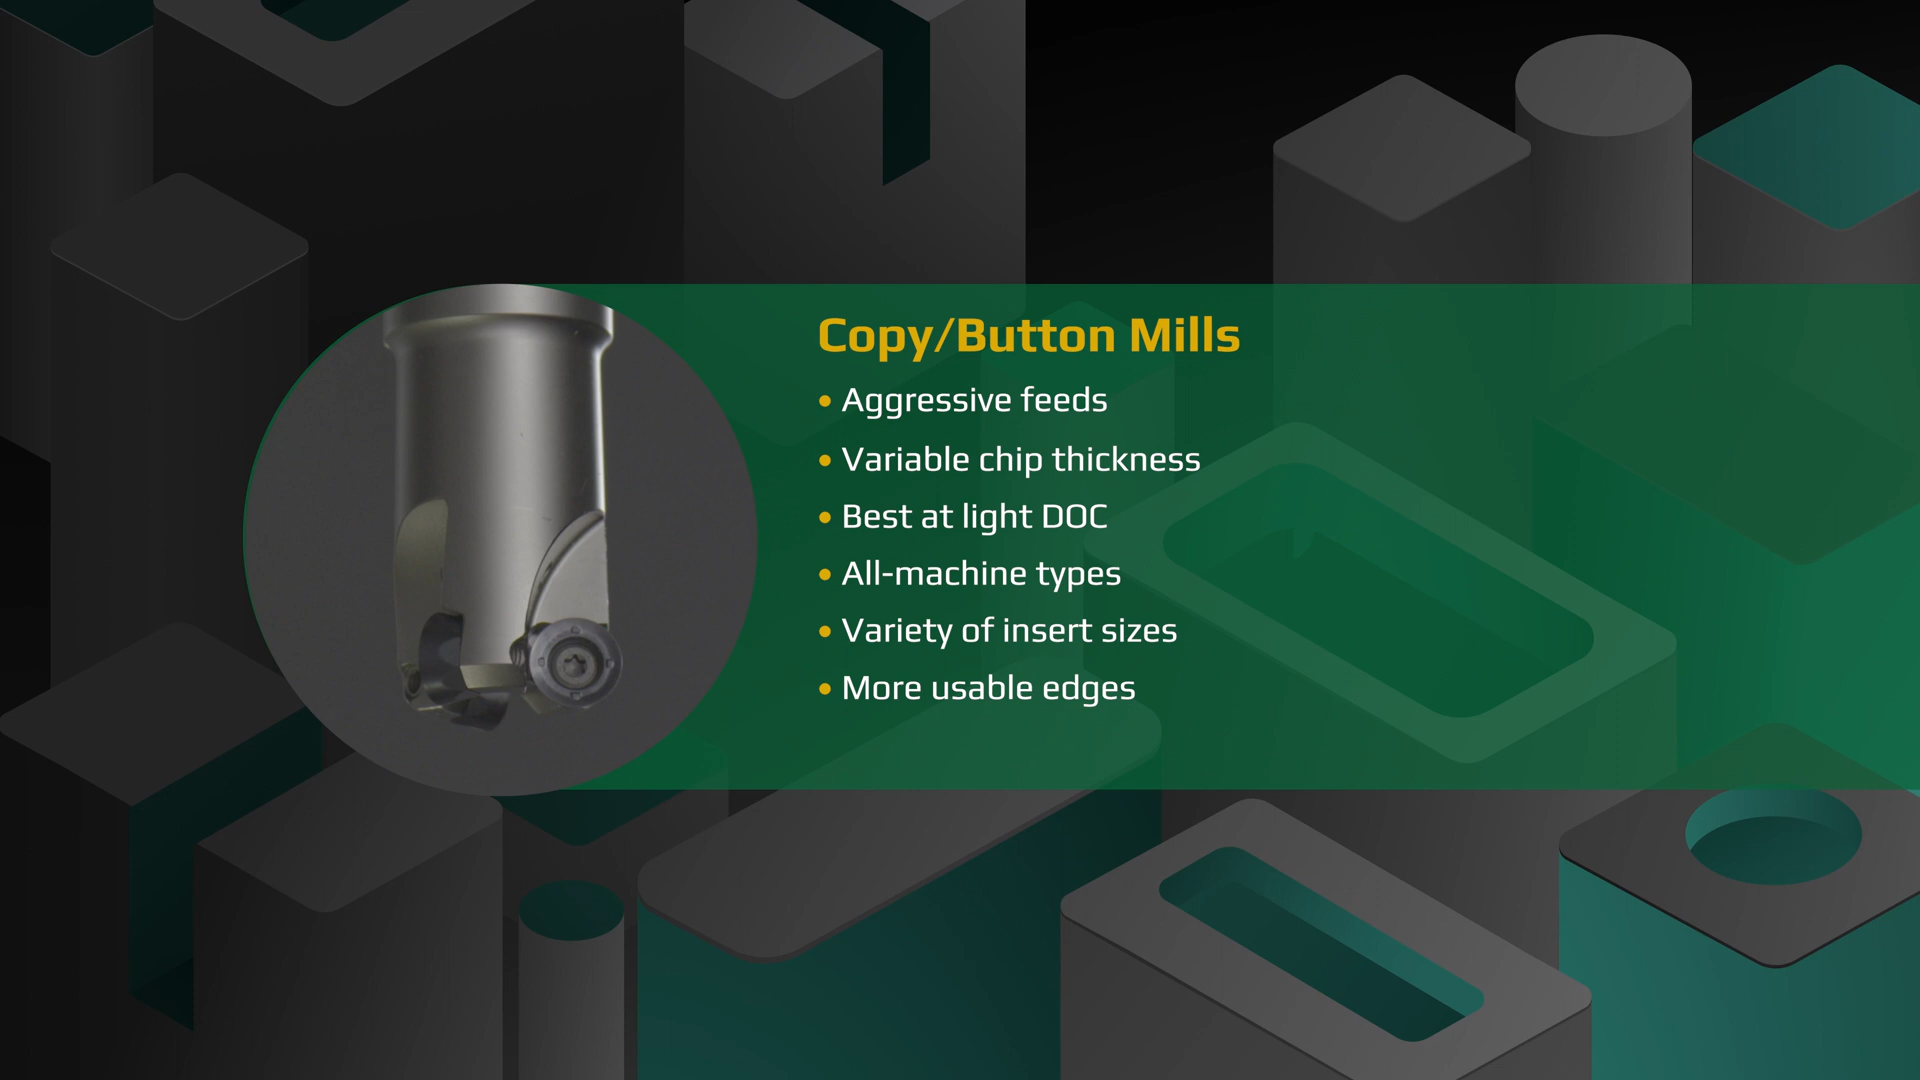 Copy/Button Mills
• Aggressive feeds
• Variable chip thickness
• Best at light DOC
• All-machine types
• Variety of insert sizes
• More usable edges